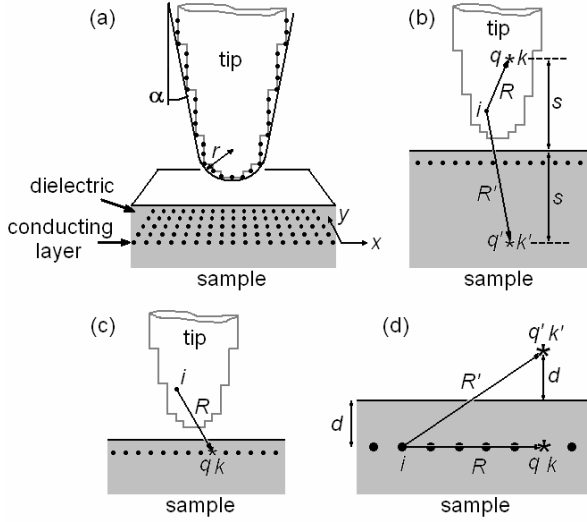 (a)
tip
α
r
dielectric
conducting
layer
y
x
sample
(b)
tip
q * k
R
i
s
R'
s
q' * k'
sample
(c)
tip
i
R
q k
sample
(d)
q' k'
*
R'
d
d
i
R
q k
*
sample